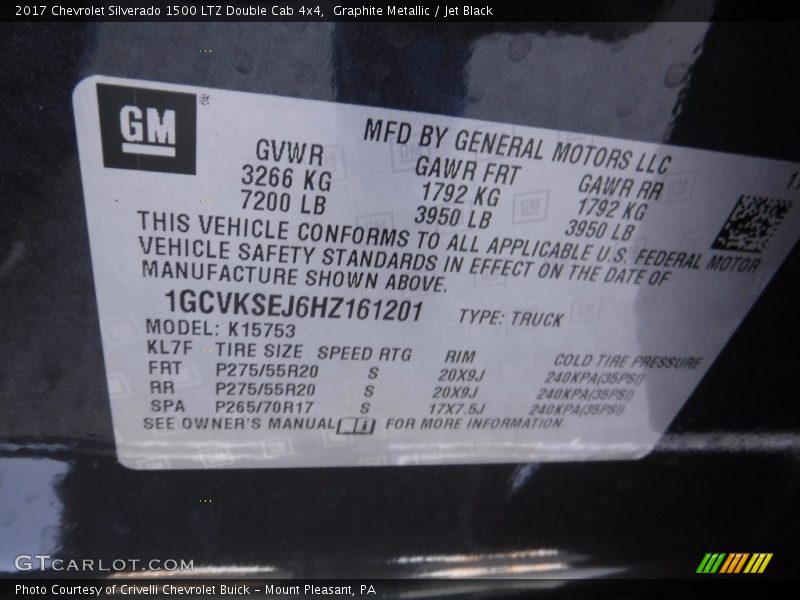 2017 Chevrolet Silverado 1500 LTZ Double Cab 4x4, Graphite Metallic / Jet Black
GM®
MFD BY GENERAL MOTORS LLC
GVWR GAWR FRT GAWR RR
3266 KG 1792 KG 1792 KG
7200 LB 3950 LB 3950 LB
THIS VEHICLE CONFORMS TO ALL APPLICABLE U.S. FEDERAL MOTOR
VEHICLE SAFETY STANDARDS IN EFFECT ON THE DATE OF
MANUFACTURE SHOWN ABOVE.
1GCVKSEJ6HZ161201 TYPE: TRUCK
MODEL: K15753
KL7F TIRE SIZE SPEED RTG RIM COLD TIRE PRESSURE
FRT P275/55R20 S 20X9J 240KPA(35PSI)
RR P275/55R20 S 20X9J 240KPA(35PSI)
SPA P265/70R17 S 17X7.5J 240KPA(35PSI)
SEE OWNER'S MANUAL FOR MORE INFORMATION.
GTCARLOT.COM
Photo Courtesy of Crivelli Chevrolet Buick - Mount Pleasant, PA